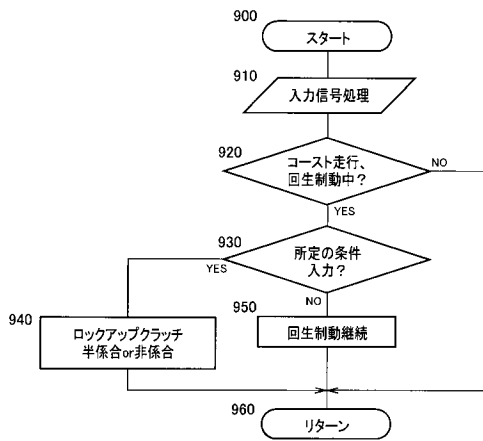 900
スタート
910
入力信号処理
920
コースト走行、
回生制動中?
NO
YES
930
所定の条件
入力?
YES
NO
940
ロックアップクラッチ
半係合or非係合
950
回生制動継続
960
リターン